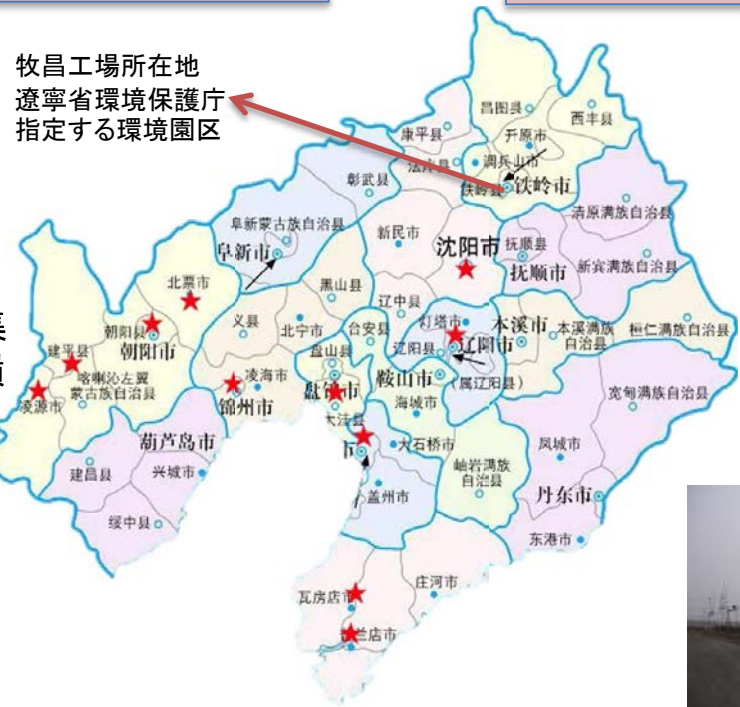 牧昌工場所在地
遼寧省環境保護庁
指定する環境園区
昌图县
西丰县
康平县
开原市
法库县
调兵山市
铁岭县
铁岭市
彰武县
清原满族自治县
阜新蒙古族自治县
阜新市
新民市
沈阳市
抚顺县
抚顺市
新宾满族自治县
北票市
黑山县
辽中县
朝阳县
朝阳市
义县
北宁市
台安县
灯塔市
辽阳县
辽阳市
(属辽阳县)
本溪市
本溪满族
自治县
桓仁满族自治县
建平县
盘山县
喀喇沁左翼
蒙古族自治县
凌源市
凌海市
锦州市
盘锦市
鞍山市
海城市
宽甸满族自治县
大洼县
葫芦岛市
市
大石桥市
岫岩满族
自治县
凤城市
建昌县
兴城市
盖州市
丹东市
绥中县
东港市
瓦房店市
庄河市
兰店市